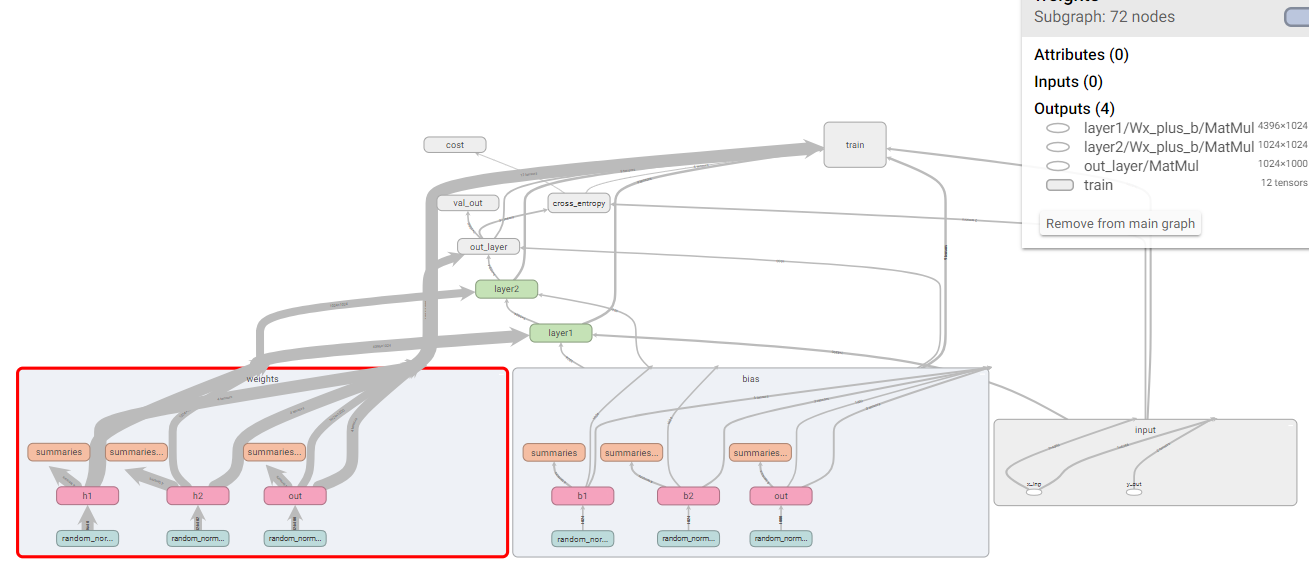 Subgraph: 72 nodes
Attributes (0)
Inputs (0)
Outputs (4)
layer1/Wx_plus_b/MatMul 4396×1024
layer2/Wx_plus_b/MatMul 1024×1024
out_layer/MatMul 1024×1000
train 12 tensors
Remove from main graph
cost
train
val_out
cross_entropy
out_layer
layer2
layer1
weights
bias
input
summaries
summaries...
summaries...
summaries
summaries...
summaries...
h1
h2
out
b1
b2
out
x_inp
y_out
random_nor...
random_norm...
random_norm...
random_nor...
random_norm...
random_norm...